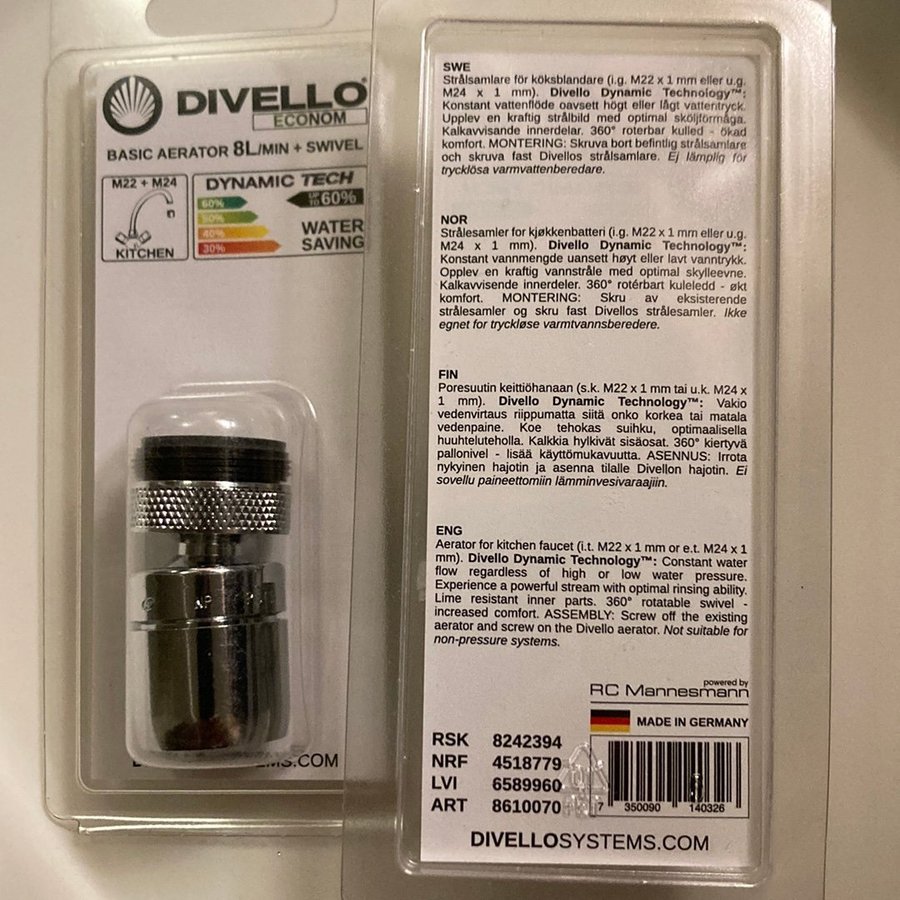 DIVELLO
ECONOM
BASIC AERATOR 8L/MIN + SWIVEL
M22 + M24
KITCHEN
DYNAMIC TECH
60%
50%
40%
30%
UP TO 60%
WATER
SAVING
SWE
Strålsamlare för köksblandare (i.g. M22 x 1 mm eller u.g.
M24 x 1 mm). Divello Dynamic Technology™:
Konstant vattenflöde oavsett högt eller lågt vattentryck.
Upplev en kraftig strålbild med optimal sköljförmåga.
Kalkavvisande innerdelar. 360° roterbar kulled - ökad
komfort. MONTERING: Skruva bort befintlig strålsamlare
och skruva fast Divellos strålsamlare. Ej lämplig för
trycklösa varmvattenberedare.
NOR
Strålesamler for kjøkkenbatteri (i.g. M22 x 1 mm eller u.g.
M24 x 1 mm). Divello Dynamic Technology™:
Konstant vannmengde uansett høyt eller lavt vanntrykk.
Opplev en kraftig vannstråle med optimal skylleevne.
Kalkavvisende innerdeler. 360° rotérbart kuleledd - økt
komfort. MONTERING: Skru av eksisterende
strålesamler og skru fast Divellos strålesamler. Ikke
egnet for tryckløse varmtvannsberedere.
FIN
Poresuutin keittiöhanaan (s.k. M22 x 1 mm tai u.k. M24 x
1 mm). Divello Dynamic Technology™: Vakio
vedenvirtaus riippumatta siitä onko korkea tai matala
vedenpaine. Koe tehokas suihku, optimaalisella
huuhteluteholla. Kalkkia hylkivät sisäosat. 360° kiertyvä
pallonivel - lisää käyttömukavuutta. ASENNUS: Irrota
nykyinen hajotin ja asenna tilalle Divellon hajotin. Ei
sovellu paineettomiin lämminvesivaraajiin.
ENG
Aerator for kitchen faucet (i.t. M22 x 1 mm or e.t. M24 x 1
mm). Divello Dynamic Technology™: Constant water
flow regardless of high or low water pressure.
Experience a powerful stream with optimal rinsing ability.
Lime resistant inner parts. 360° rotatable swivel -
increased comfort. ASSEMBLY: Screw off the existing
aerator and screw on the Divello aerator. Not suitable for
non-pressure systems.
powered by
RC Mannesmann
MADE IN GERMANY
RSK 8242394
NRF 4518779
LVI 6589960
ART 8610070
7 350090 140326
DIVELLOSYSTEMS.COM